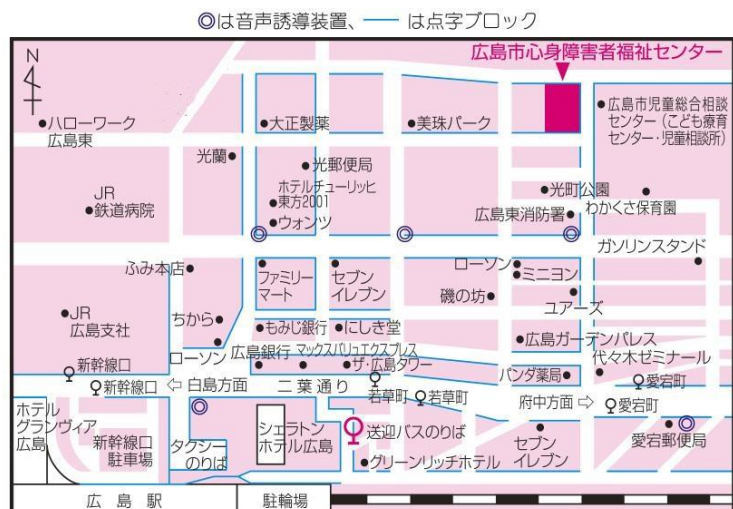 ◎は音声誘導装置、── は点字ブロック
広島市心身障害者福祉センター
N
ハローワーク
広島東
大正製薬
美珠パーク
広島市児童総合相談
センター(こども療育
センター・児童相談所)
光蘭
光郵便局
JR
鉄道病院
ホテルチューリッヒ
東方2001
ウォンツ
光町公園
わかくさ保育園
広島東消防署
ガソリンスタンド
ふみ本店
ファミリー
マート
セブン
イレブン
ローソン
ミニヨン
磯の坊
ユアーズ
JR
広島支社
ちから
もみじ銀行
にしき堂
広島ガーデンパレス
ローソン
広島銀行
マックスバリュエクスプレス
ザ・広島タワー
代々木ゼミナール
新幹線口
パンダ薬局
愛宕町
新幹線口
⇦ 白島方面
二葉通り
若草町
若草町
府中方面 ⇨
愛宕町
ホテル
グランヴィア
広島
新幹線口
駐車場
タクシー
のりば
シェラトン
ホテル広島
送迎バスのりば
グリーンリッチホテル
セブン
イレブン
愛宕郵便局
広島駅
駐輪場